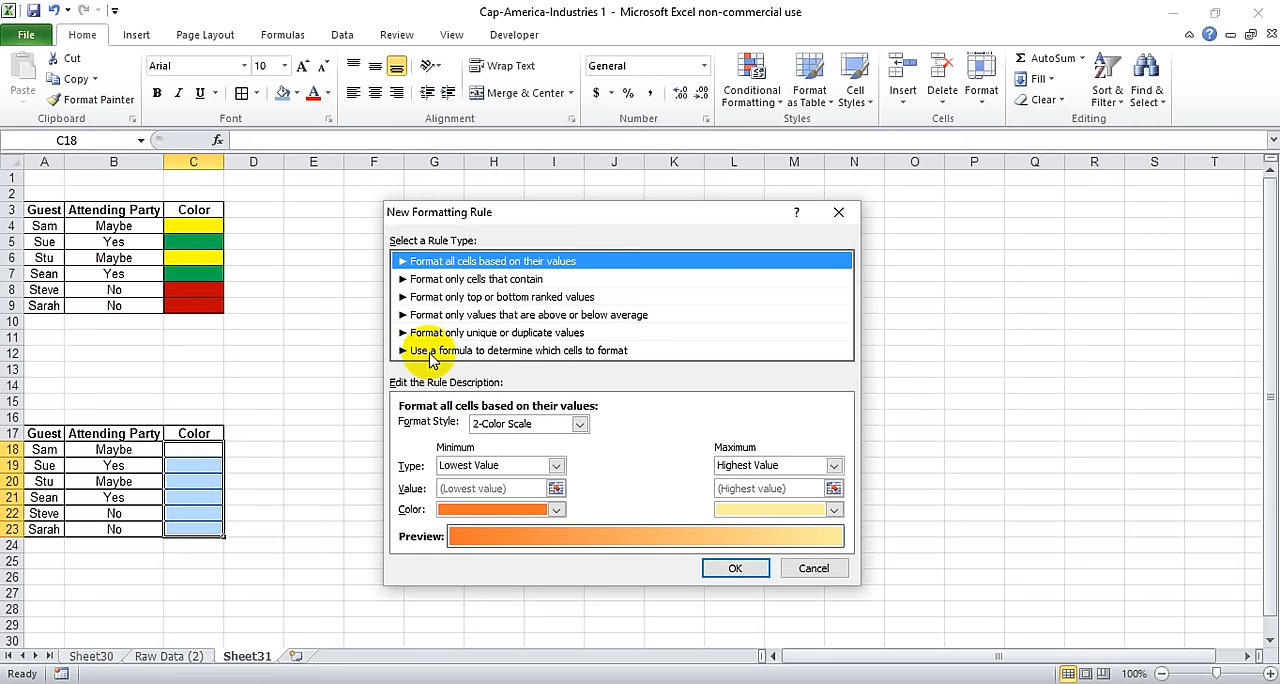 Cap-America-Industries 1 - Microsoft Excel non-commercial use
File Home Insert Page Layout Formulas Data Review View Developer
Paste
Cut
Copy
Format Painter
Clipboard
Arial 10
B I U A
Font
Wrap Text
Merge & Center
Alignment
General
$ % ,
Number
Conditional Formatting
Format as Table
Cell Styles
Styles
Insert Delete Format
Cells
AutoSum
Fill
Clear
Sort & Filter
Find & Select
Editing
C18 fx
A B C D E F G H I J K L M N O P Q R S T
1
2
3 Guest Attending Party Color
4 Sam Maybe
5 Sue Yes
6 Stu Maybe
7 Sean Yes
8 Steve No
9 Sarah No
10
11
12
13
14
15
16
17 Guest Attending Party Color
18 Sam Maybe
19 Sue Yes
20 Stu Maybe
21 Sean Yes
22 Steve No
23 Sarah No
24
25
26
27
28
29
30
New Formatting Rule ?
Select a Rule Type:
► Format all cells based on their values
► Format only cells that contain
► Format only top or bottom ranked values
► Format only values that are above or below average
► Format only unique or duplicate values
► Use a formula to determine which cells to format
Edit the Rule Description:
Format all cells based on their values:
Format Style: 2-Color Scale
Minimum Maximum
Type: Lowest Value Highest Value
Value: (Lowest value) (Highest value)
Color:
Preview:
OK Cancel
Sheet30 Raw Data (2) Sheet31
Ready 100%